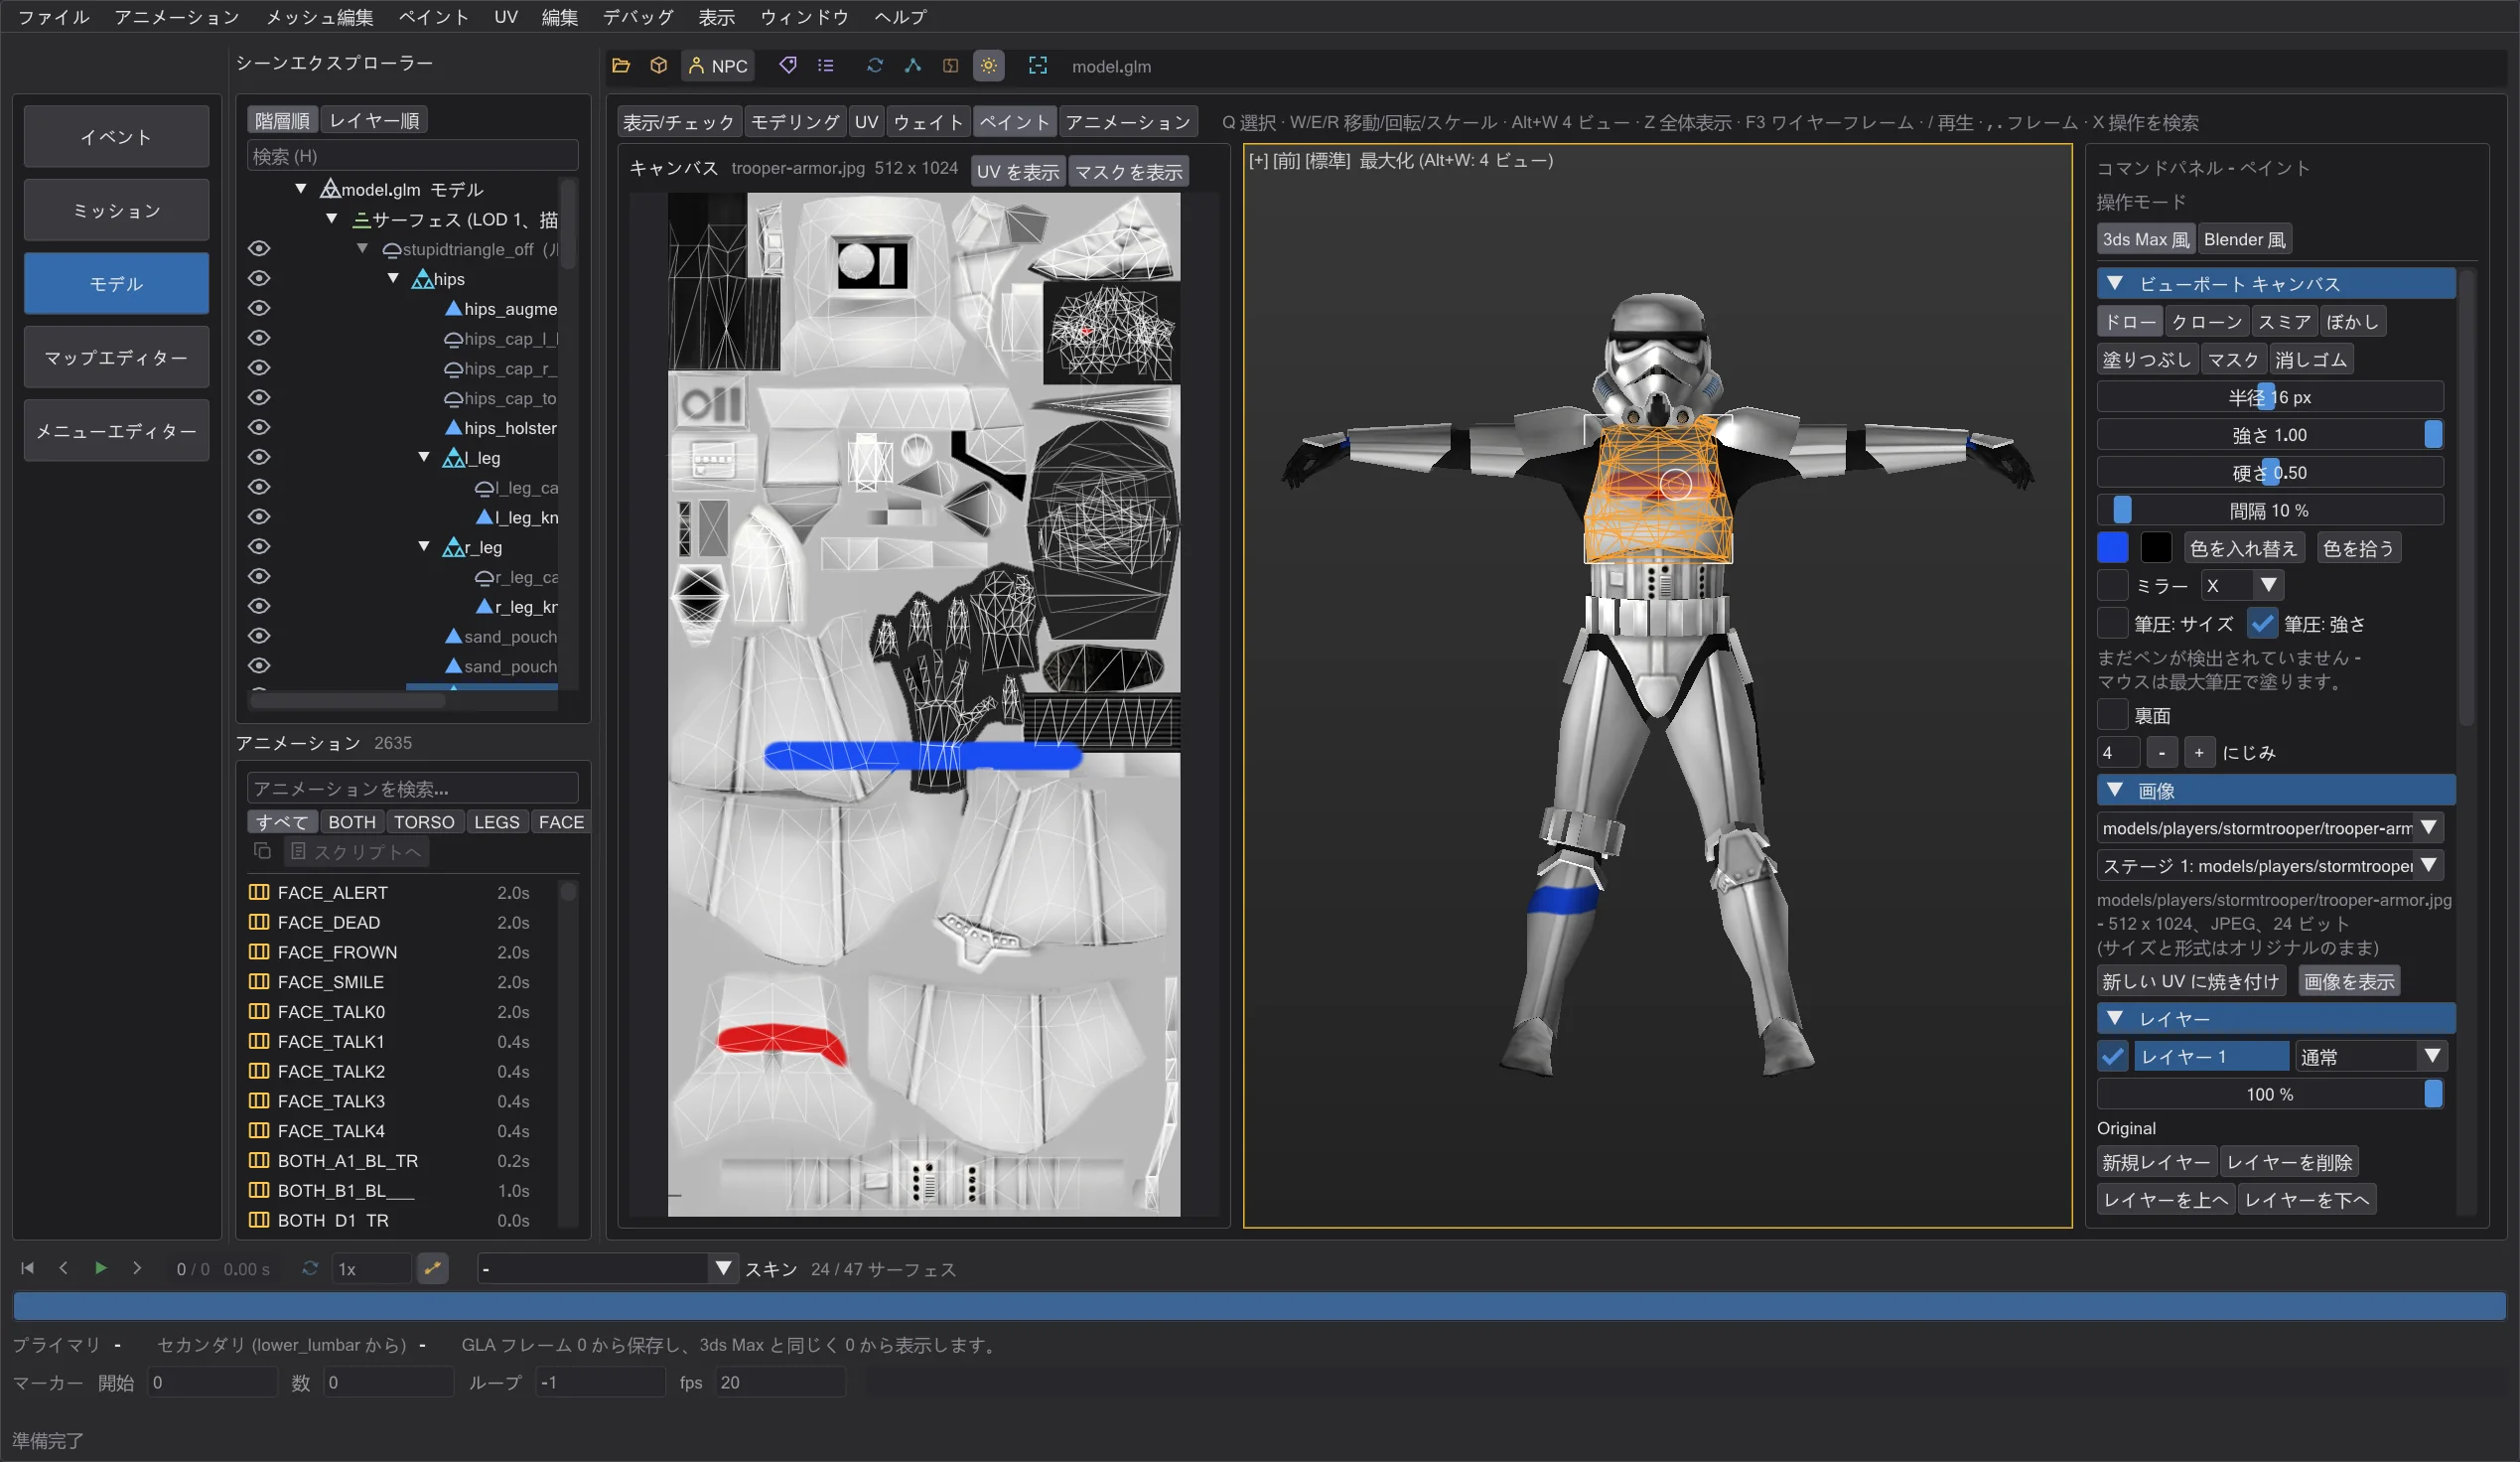 ファイル アニメーション メッシュ編集 ペイント UV 編集 デバッグ 表示 ウィンドウ ヘルプ
イベント
ミッション
モデル
マップエディター
メニューエディター
シーンエクスプローラー
階層順 レイヤー順
検索 (H)
model.glm モデル
サーフェス (LOD 1、描
stupidtriangle_off
hips
hips_augme
hips_cap_l_
hips_cap_r_
hips_cap_to
hips_holster
l_leg
l_leg_ca
l_leg_kn
r_leg
r_leg_ca
r_leg_kn
sand_pouch
sand_pouch
アニメーション 2635
アニメーションを検索...
すべて BOTH TORSO LEGS FACE
スクリプトへ
FACE_ALERT 2.0s
FACE_DEAD 2.0s
FACE_FROWN 2.0s
FACE_SMILE 2.0s
FACE_TALK0 2.0s
FACE_TALK1 0.4s
FACE_TALK2 0.4s
FACE_TALK3 0.4s
FACE_TALK4 0.4s
BOTH_A1_BL_TR 0.2s
BOTH_B1_BL___ 1.0s
BOTH_D1_TR 0.0s
NPC model.glm
表示/チェック モデリング UV ウェイト ペイント アニメーション Q 選択 · W/E/R 移動/回転/スケール · Alt+W 4 ビュー · Z 全体表示 · F3 ワイヤーフレーム · / 再生 · , . フレーム · X 操作を検索
キャンバス trooper-armor.jpg 512 x 1024 UV を表示 マスクを表示
[+] [前] [標準] 最大化 (Alt+W: 4 ビュー)
コマンドパネル - ペイント
操作モード
3ds Max 風 Blender 風
ビューポート キャンバス
ドロー クローン スミア ぼかし
塗りつぶし マスク 消しゴム
半径 16 px
強さ 1.00
硬さ 0.50
間隔 10 %
色を入れ替え 色を拾う
ミラー X
筆圧: サイズ 筆圧: 強さ
まだペンが検出されていません -
マウスは最大筆圧で塗ります。
裏面
4 - + にじみ
画像
models/players/stormtrooper/trooper-arm
ステージ 1: models/players/stormtrooper
models/players/stormtrooper/trooper-armor.jpg
- 512 x 1024、JPEG、24 ビット
(サイズと形式はオリジナルのまま)
新しい UV に焼き付け 画像を表示
レイヤー
レイヤー 1 通常
100 %
Original
新規レイヤー レイヤーを削除
レイヤーを上へ レイヤーを下へ
0 / 0 0.00 s 1x - スキン 24 / 47 サーフェス
プライマリ - セカンダリ (lower_lumbar から) - GLA フレーム 0 から保存し、3ds Max と同じく 0 から表示します。
マーカー 開始 0 数 0 ループ -1 fps 20
準備完了